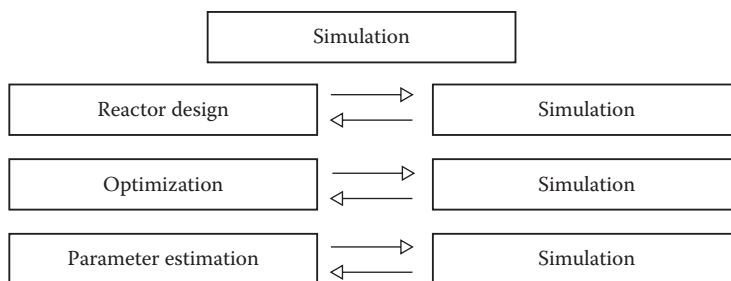 Simulation
Reactor design
Simulation
Optimization
Simulation
Parameter estimation
Simulation